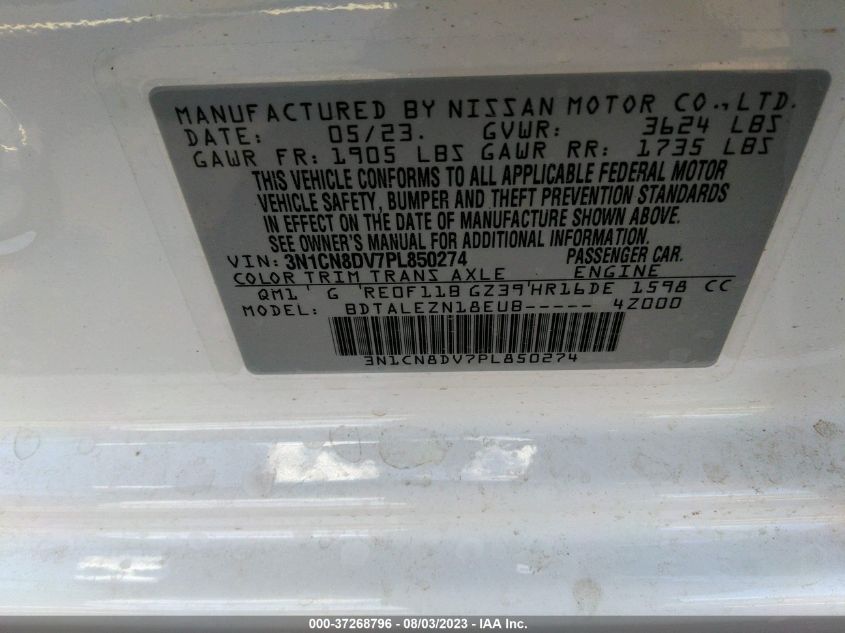 MANUFACTURED BY NISSAN MOTOR CO., LTD.
DATE: 05/23. GVWR: 3624 LBS
GAWR FR: 1905 LBS GAWR RR: 1735 LBS
THIS VEHICLE CONFORMS TO ALL APPLICABLE FEDERAL MOTOR
VEHICLE SAFETY, BUMPER AND THEFT PREVENTION STANDARDS
IN EFFECT ON THE DATE OF MANUFACTURE SHOWN ABOVE.
SEE OWNER'S MANUAL FOR ADDITIONAL INFORMATION.
VIN: 3N1CN8DV7PL850274 PASSENGER CAR.
COLOR TRIM TRANS AXLE ENGINE
QM1 ' G 'RE0F11B GZ39'HR16DE 1598 CC
MODEL: BDTALEZN18EUB----- 4Z000
3N1CN8DV7PL850274
000-37268796 - 08/03/2023 - IAA Inc.